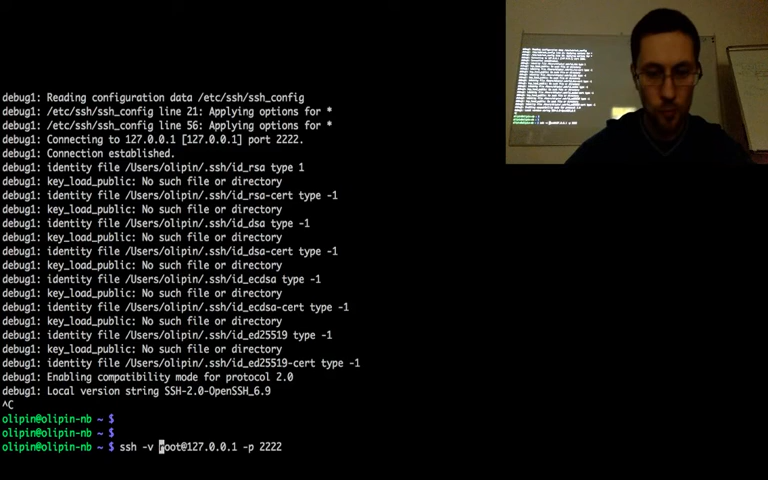 debug1: Reading configuration data /etc/ssh/ssh_config
debug1: /etc/ssh/ssh_config line 21: Applying options for *
debug1: /etc/ssh/ssh_config line 56: Applying options for *
debug1: Connecting to 127.0.0.1 [127.0.0.1] port 2222.
debug1: Connection established.
debug1: identity file /Users/olipin/.ssh/id_rsa type 1
debug1: key_load_public: No such file or directory
debug1: identity file /Users/olipin/.ssh/id_rsa-cert type -1
debug1: key_load_public: No such file or directory
debug1: identity file /Users/olipin/.ssh/id_dsa type -1
debug1: key_load_public: No such file or directory
debug1: identity file /Users/olipin/.ssh/id_dsa-cert type -1
debug1: key_load_public: No such file or directory
debug1: identity file /Users/olipin/.ssh/id_ecdsa type -1
debug1: key_load_public: No such file or directory
debug1: identity file /Users/olipin/.ssh/id_ecdsa-cert type -1
debug1: key_load_public: No such file or directory
debug1: identity file /Users/olipin/.ssh/id_ed25519 type -1
debug1: key_load_public: No such file or directory
debug1: identity file /Users/olipin/.ssh/id_ed25519-cert type -1
debug1: Enabling compatibility mode for protocol 2.0
debug1: Local version string SSH-2.0-OpenSSH_6.9
^C
olipin@olipin-nb ~ $
olipin@olipin-nb ~ $
olipin@olipin-nb ~ $ ssh -v root@127.0.0.1 -p 2222